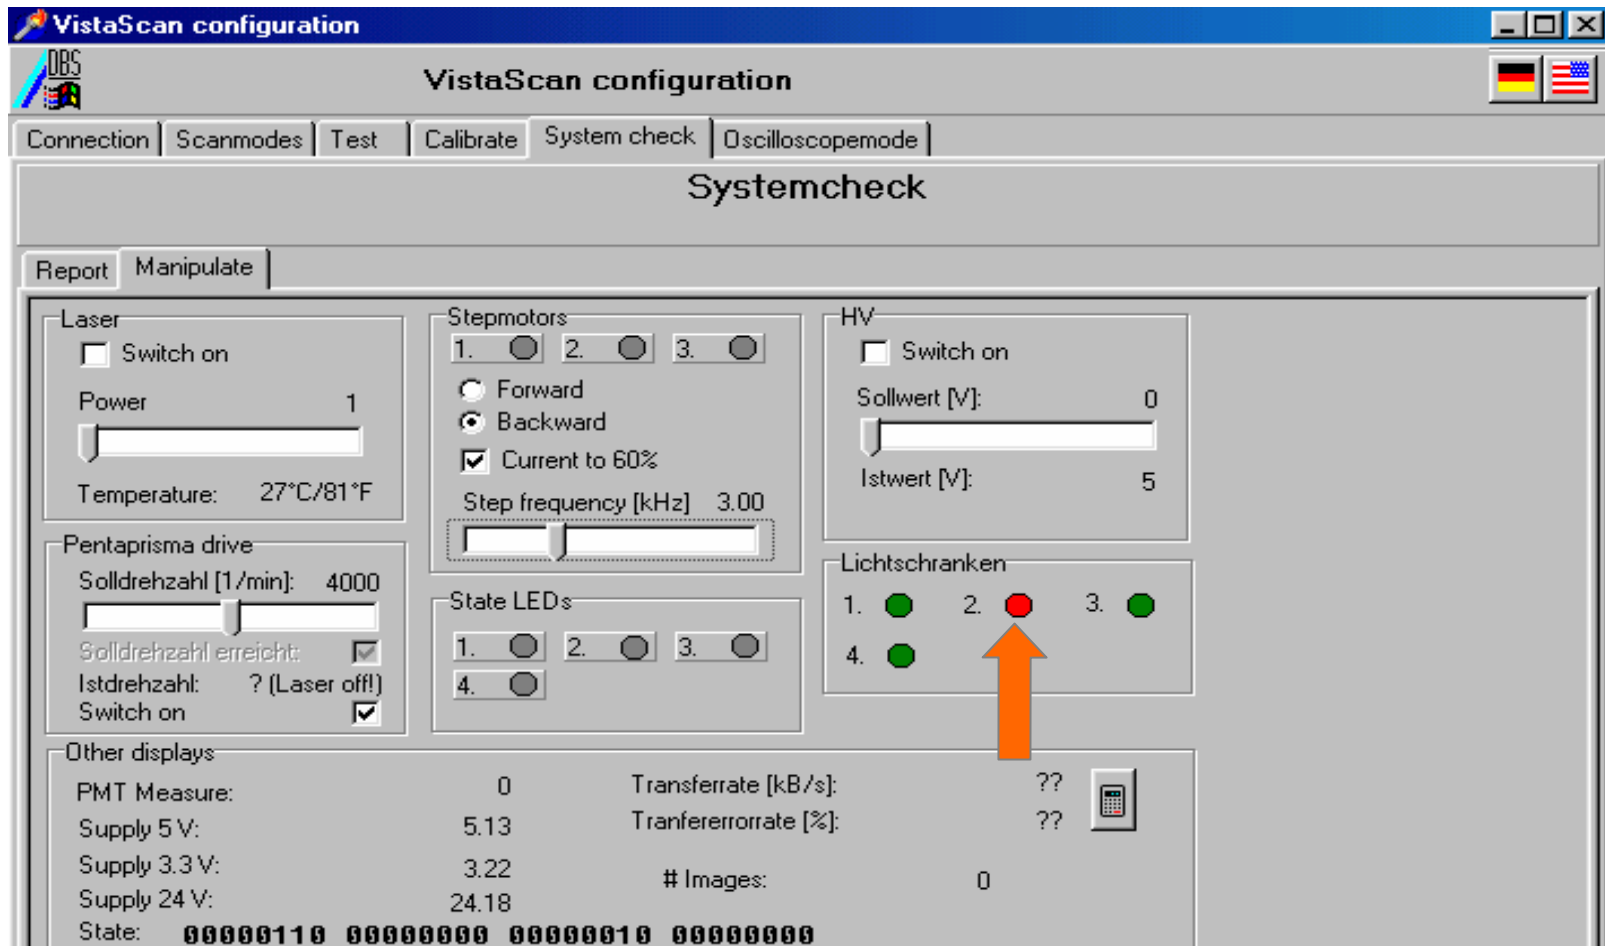 VistaScan configuration
DBS
VistaScan configuration
Connection Scanmodes Test Calibrate System check Oscilloscopemode
Systemcheck
Report Manipulate
Laser
Switch on
Power 1
Temperature: 27°C/81°F
Pentaprisma drive
Solldrehzahl [1/min]: 4000
Solldrehzahl erreicht:
Istdrehzahl: ? (Laser off!)
Switch on
Stepmotors
1. 2. 3.
Forward
Backward
Current to 60%
Step frequency [kHz] 3.00
State LEDs
1. 2. 3.
4.
HV
Switch on
Sollwert [V]: 0
Istwert [V]: 5
Lichtschranken
1. 2. 3.
4.
Other displays
PMT Measure: 0
Supply 5 V: 5.13
Supply 3.3 V: 3.22
Supply 24 V: 24.18
State: 00000110 00000000 00000010 00000000
Transferrate [kB/s]: ??
Tranfererrorrate [%]: ??
# Images: 0